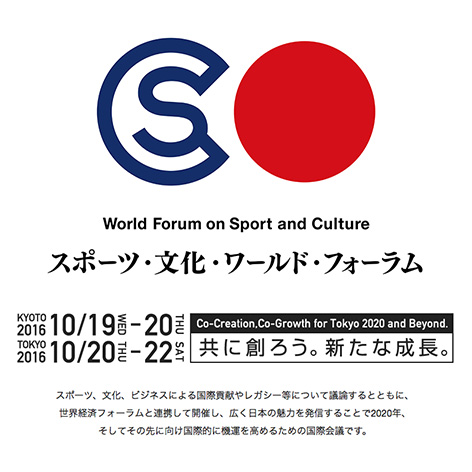 CS
World Forum on Sport and Culture
スポーツ・文化・ワールド・フォーラム
KYOTO 2016 10/19 WED – 20 THU
TOKYO 2016 10/20 THU – 22 SAT
Co-Creation,Co-Growth for Tokyo 2020 and Beyond.
共に創ろう。新たな成長。
スポーツ、文化、ビジネスによる国際貢献やレガシー等について議論するとともに、
世界経済フォーラムと連携して開催し、広く日本の魅力を発信することで2020年、
そしてその先に向け国際的に機運を高めるための国際会議です。